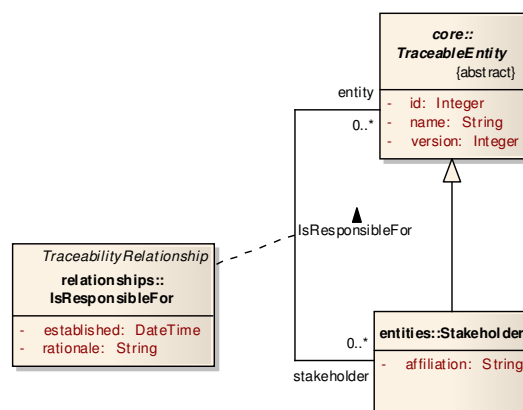 core::
TraceableEntity
{abstract}
- id: Integer
- name: String
- version: Integer
entity
0..*
IsResponsibleFor
TraceabilityRelationship
relationships::
IsResponsibleFor
- established: DateTime
- rationale: String
0..*
stakeholder
entities::Stakeholder
- affiliation: String